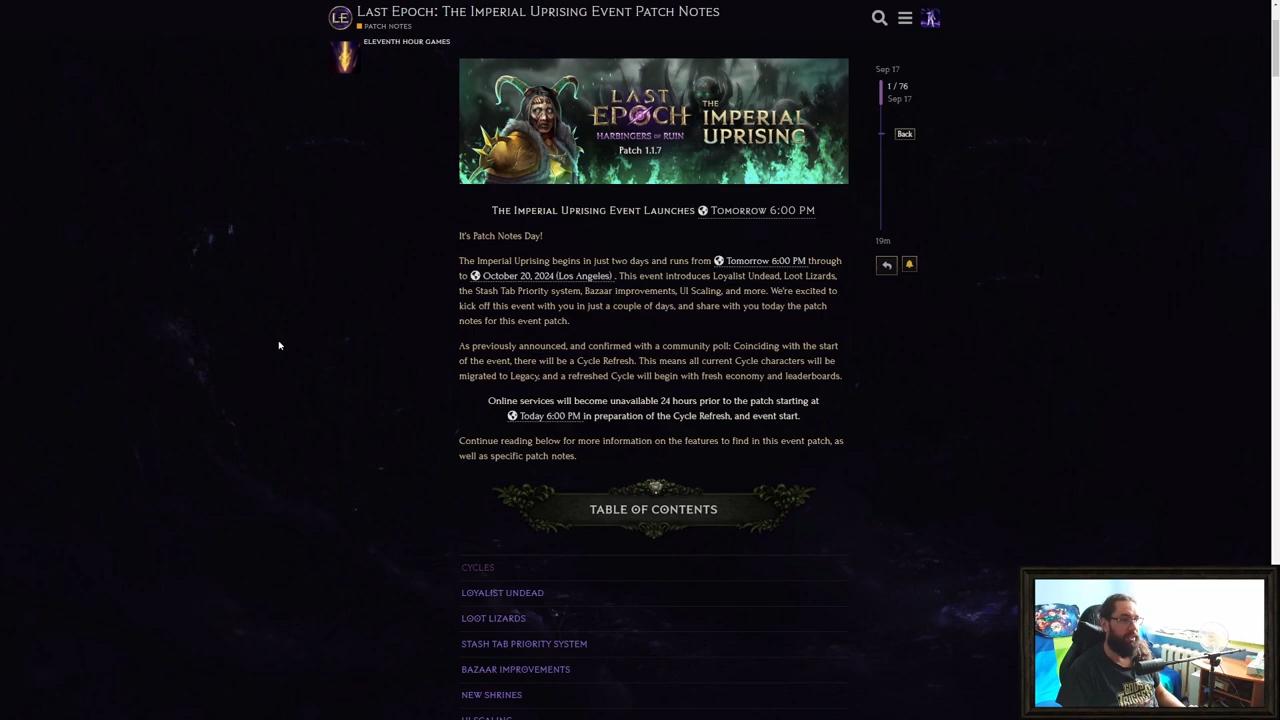 LE
Last Epoch: The Imperial Uprising Event Patch Notes
PATCH NOTES
ELEVENTH HOUR GAMES
LAST
EPOCH
HARBINGERS OF RUIN
Patch 1.1.7
THE
IMPERIAL
UPRISING
The Imperial Uprising Event Launches Tomorrow 6:00 PM
It's Patch Notes Day!
The Imperial Uprising begins in just two days and runs from Tomorrow 6:00 PM through
to October 20, 2024 (Los Angeles) . This event introduces Loyalist Undead, Loot Lizards,
the Stash Tab Priority system, Bazaar improvements, UI Scaling, and more. We're excited to
kick off this event with you in just a couple of days, and share with you today the patch
notes for this event patch.
As previously announced, and confirmed with a community poll: Coinciding with the start
of the event, there will be a Cycle Refresh. This means all current Cycle characters will be
migrated to Legacy, and a refreshed Cycle will begin with fresh economy and leaderboards.
Online services will become unavailable 24 hours prior to the patch starting at
Today 6:00 PM in preparation of the Cycle Refresh, and event start.
Continue reading below for more information on the features to find in this event patch, as
well as specific patch notes.
TABLE OF CONTENTS
CYCLES
LOYALIST UNDEAD
LOOT LIZARDS
STASH TAB PRIORITY SYSTEM
BAZAAR IMPROVEMENTS
NEW SHRINES
UI SCALING
Sep 17
1 / 76
Sep 17
Back
19m